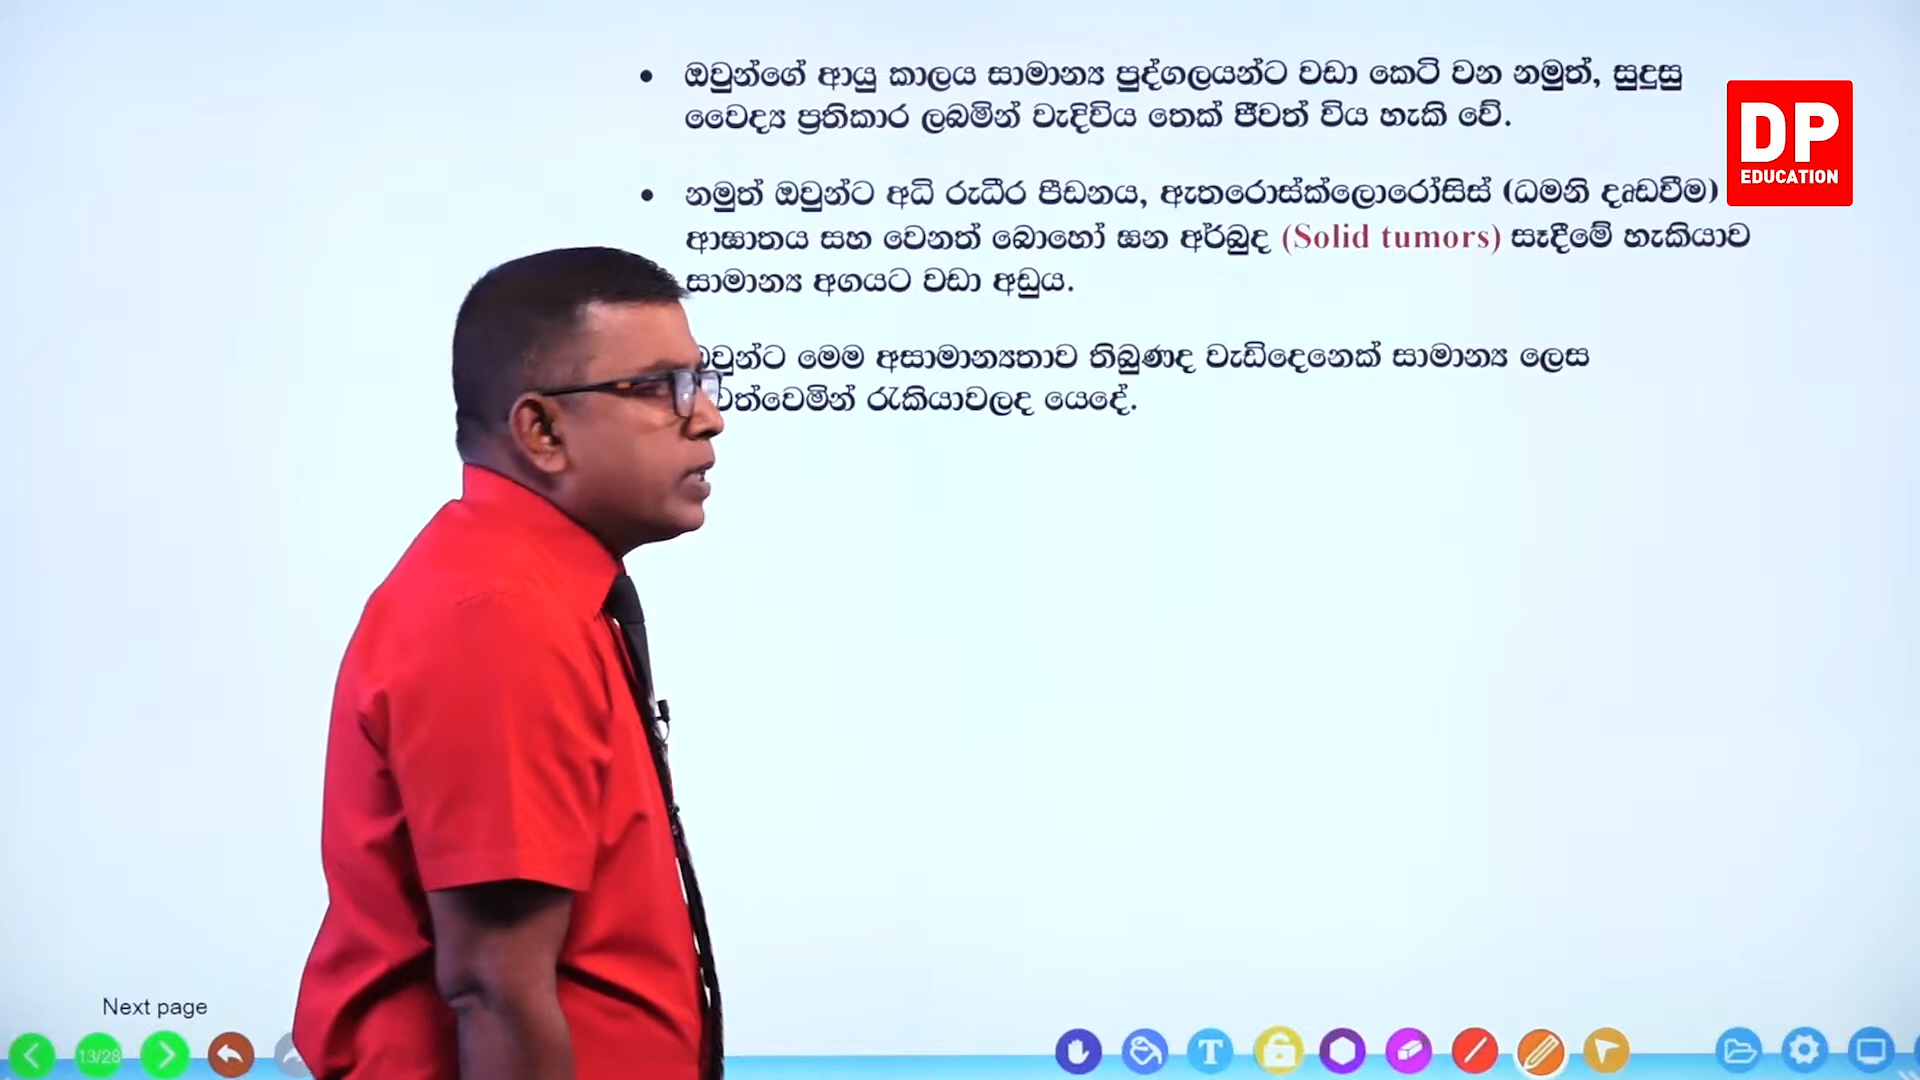 • ඔවුන්ගේ ආයු කාලය සාමාන්‍ය පුද්ගලයන්ට වඩා කෙටි වන නමුත්, සුදුසු
වෛද්‍ය ප්‍රතිකාර ලබමින් වැඩිවිය තෙක් ජීවත් විය හැකි වේ.
• නමුත් ඔවුන්ට අධි රුධිර පීඩනය, ඇතරොස්ක්ලොරෝසිස් (ධමනි දෘඩවීම)
ආඝාතය සහ වෙනත් බොහෝ ඝන අර්බුද (Solid tumors) සෑදීමේ හැකියාව
සාමාන්‍ය අගයට වඩා අඩුය.
මෙම අසාමාන්‍යතාව තිබුණද වැඩිදෙනෙක් සාමාන්‍ය ලෙස
රැකියාවලද යෙදේ.
DP
EDUCATION
Next page
13/28
T